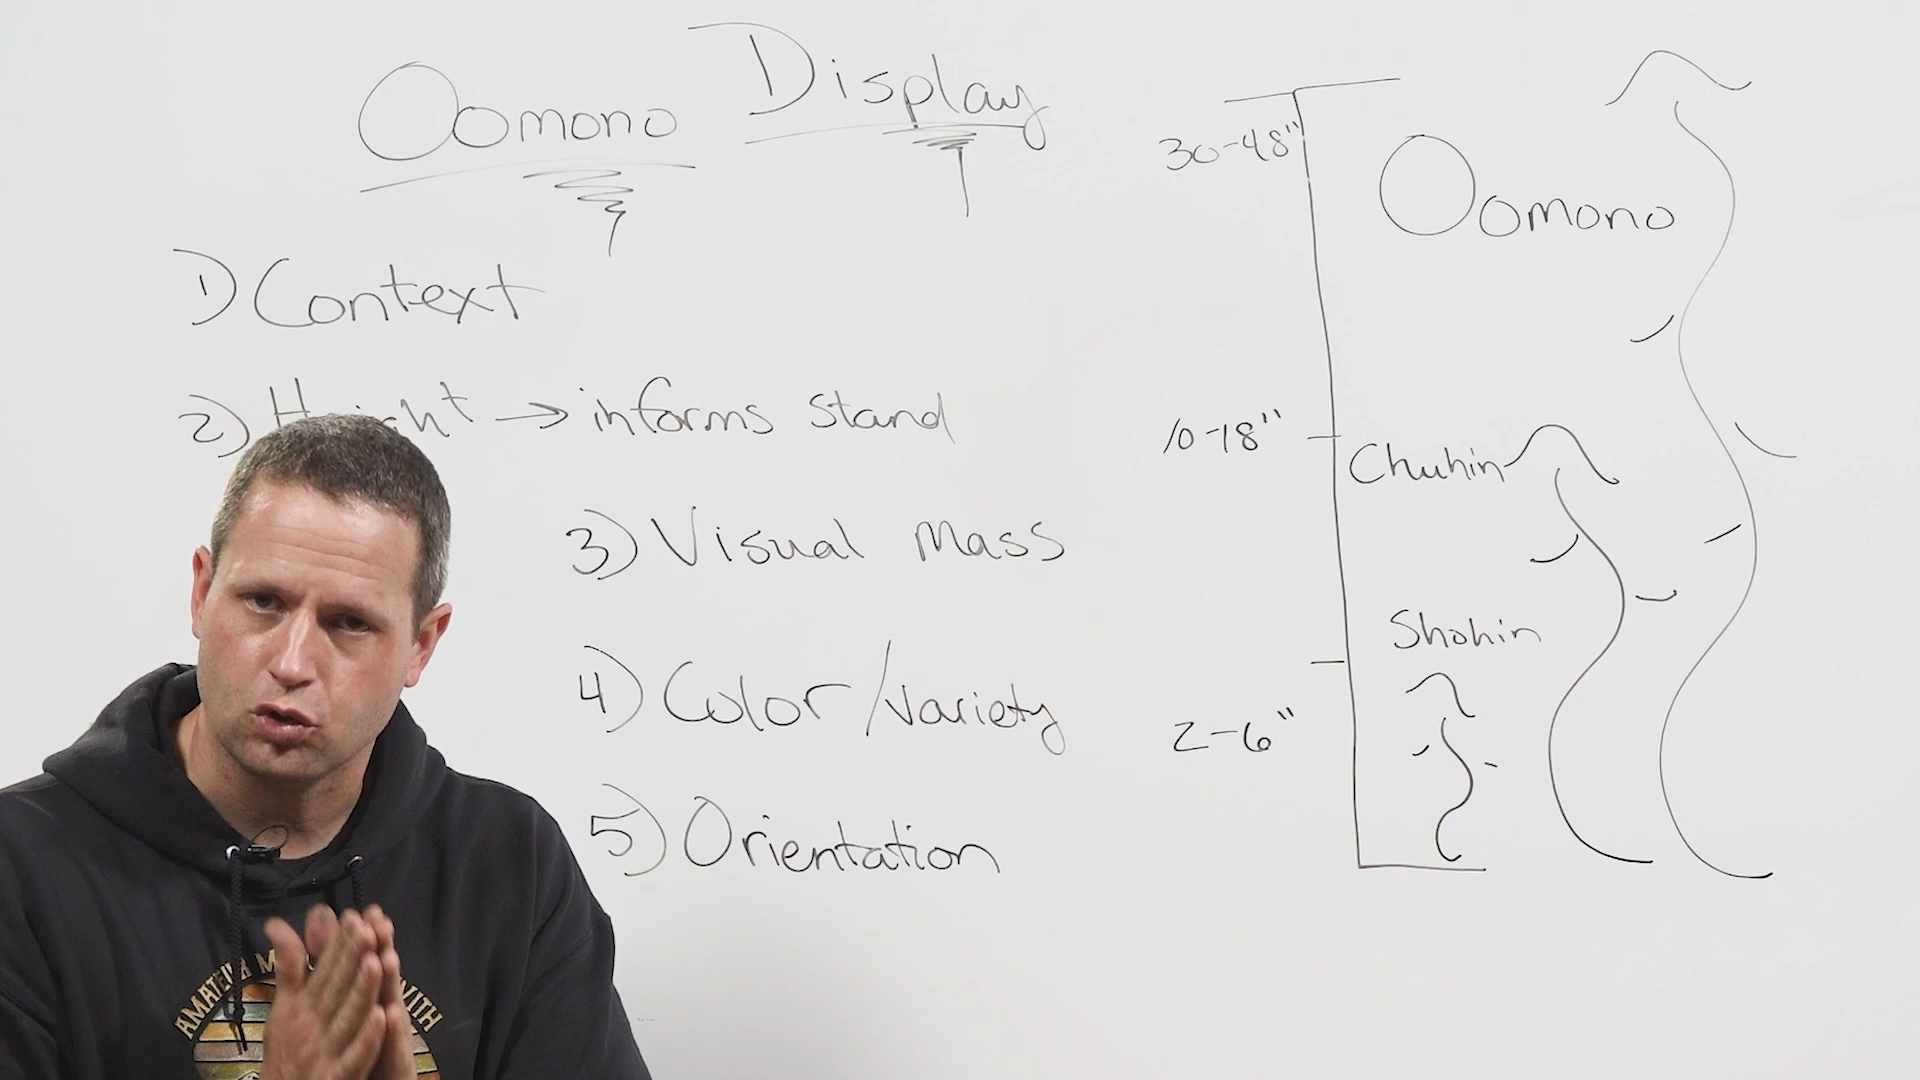 Oomono Display
1) Context
2) Height → informs stand
3) Visual Mass
4) Color/variety
5) Orientation
30-48"
Oomono
10-18"
Chuhin
Shohin
2-6"
AMATEUR